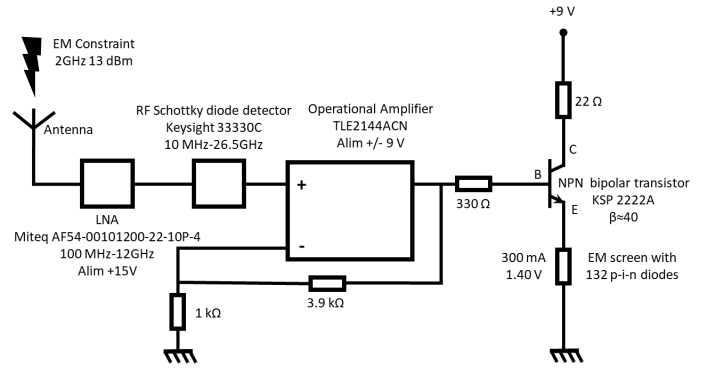 +9 V
EM Constraint
2GHz 13 dBm
22 Ω
RF Schottky diode detector
Keysight 33330C
10 MHz-26.5GHz
Operational Amplifier
TLE2144ACN
Alim +/- 9 V
Antenna
C
B
NPN bipolar transistor
KSP 2222A
β≈40
+
330 Ω
E
LNA
Miteq AF54-00101200-22-10P-4
100 MHz-12GHz
Alim +15V
-
300 mA
1.40 V
EM screen with
132 p-i-n diodes
3.9 kΩ
1 kΩ